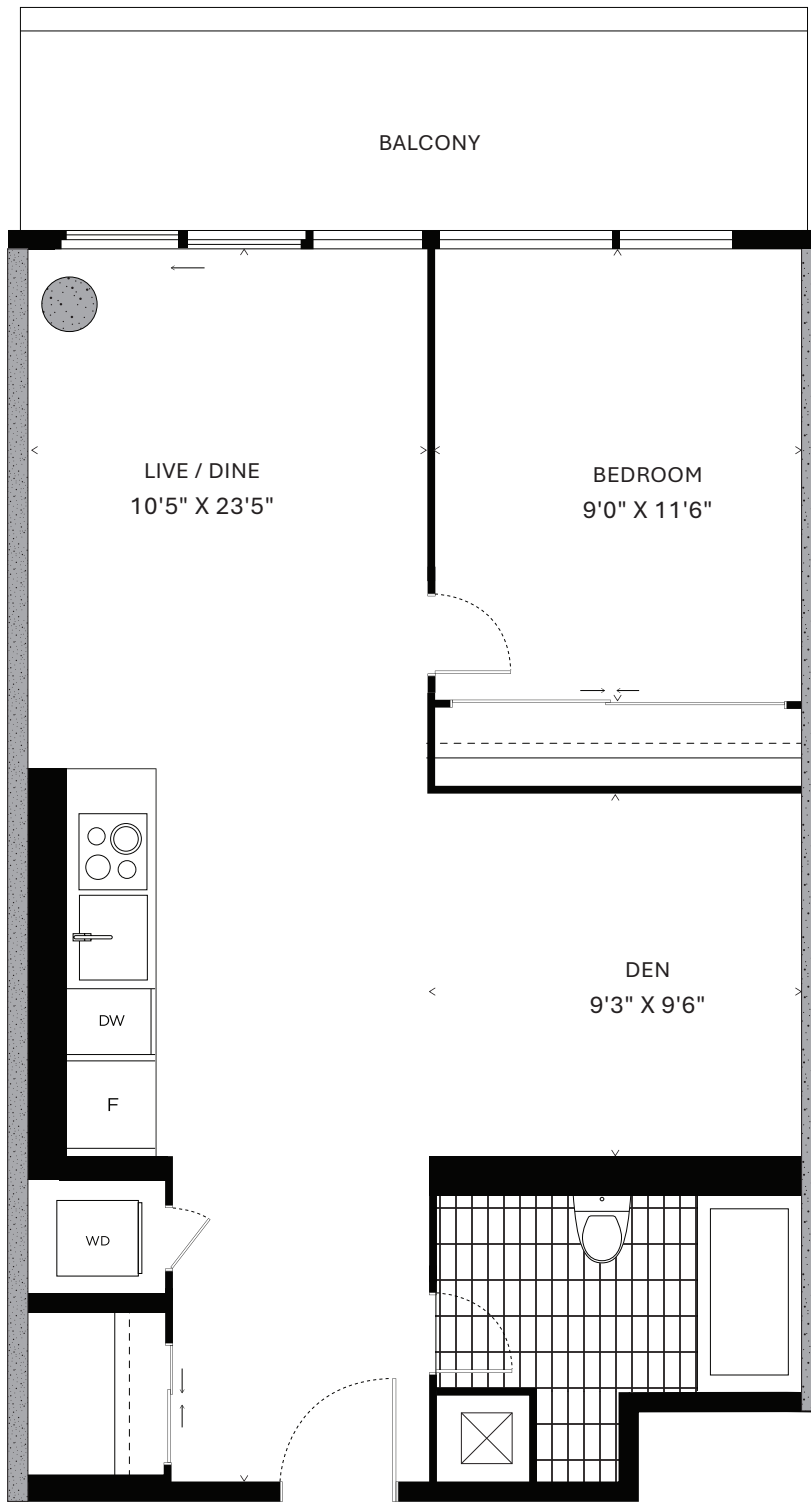 BALCONY
LIVE / DINE
10'5" X 23'5"
BEDROOM
9'0" X 11'6"
DEN
9'3" X 9'6"
DW
F
WD